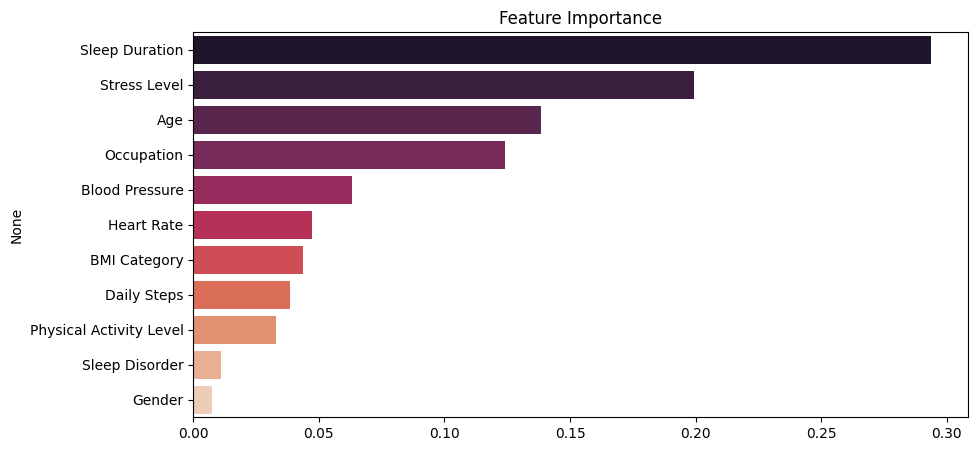 Feature Importance
Sleep Duration
Stress Level
Age
Occupation
Blood Pressure
Heart Rate
BMI Category
Daily Steps
Physical Activity Level
Sleep Disorder
Gender
None
0.00 0.05 0.10 0.15 0.20 0.25 0.30